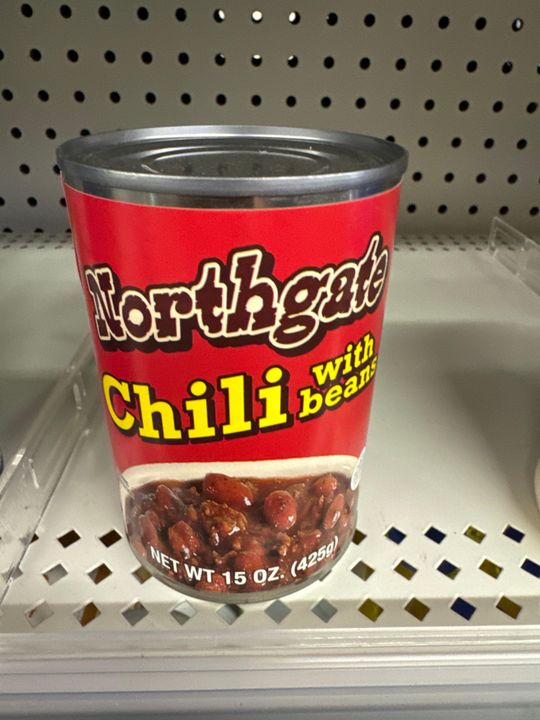 Northgate
Chili with beans
NET WT 15 OZ. (425g)